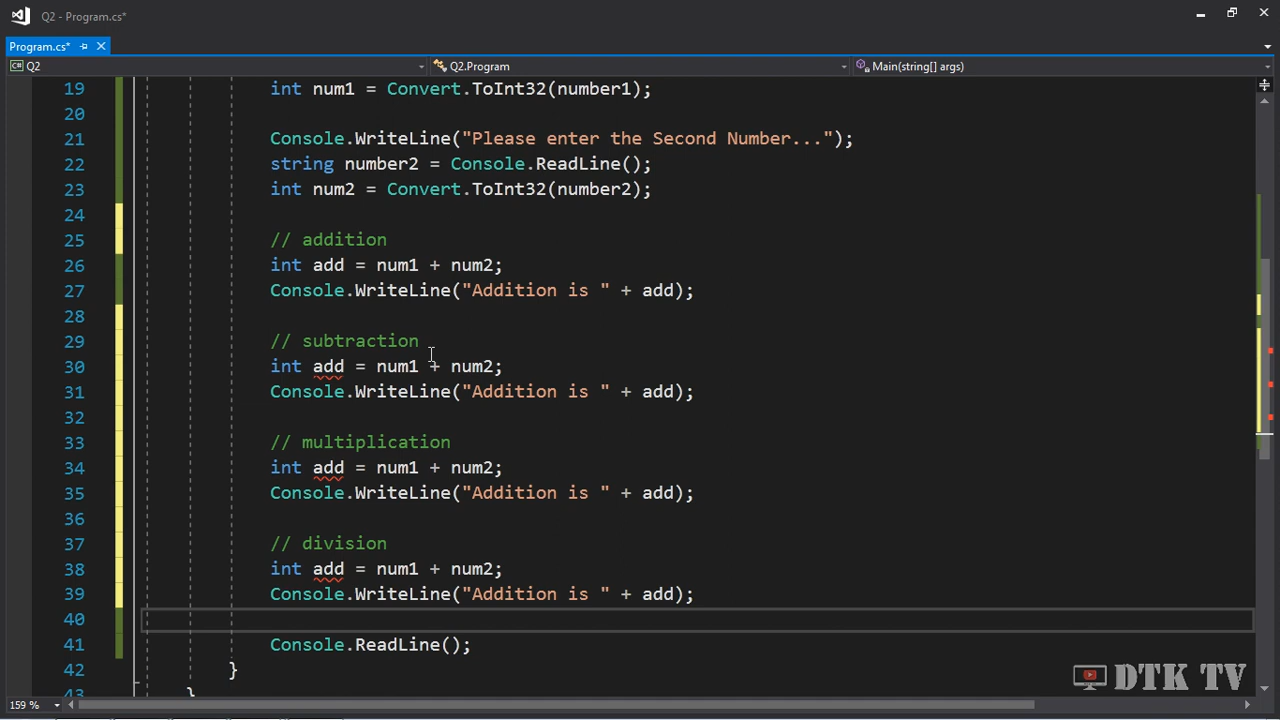 Q2 - Program.cs*
Program.cs*
Q2 Q2.Program Main(string[] args)
19 int num1 = Convert.ToInt32(number1);
20
21 Console.WriteLine("Please enter the Second Number...");
22 string number2 = Console.ReadLine();
23 int num2 = Convert.ToInt32(number2);
24
25 // addition
26 int add = num1 + num2;
27 Console.WriteLine("Addition is " + add);
28
29 // subtraction
30 int add = num1 + num2;
31 Console.WriteLine("Addition is " + add);
32
33 // multiplication
34 int add = num1 + num2;
35 Console.WriteLine("Addition is " + add);
36
37 // division
38 int add = num1 + num2;
39 Console.WriteLine("Addition is " + add);
40
41 Console.ReadLine();
42 }
43 }
DTK TV
159 %